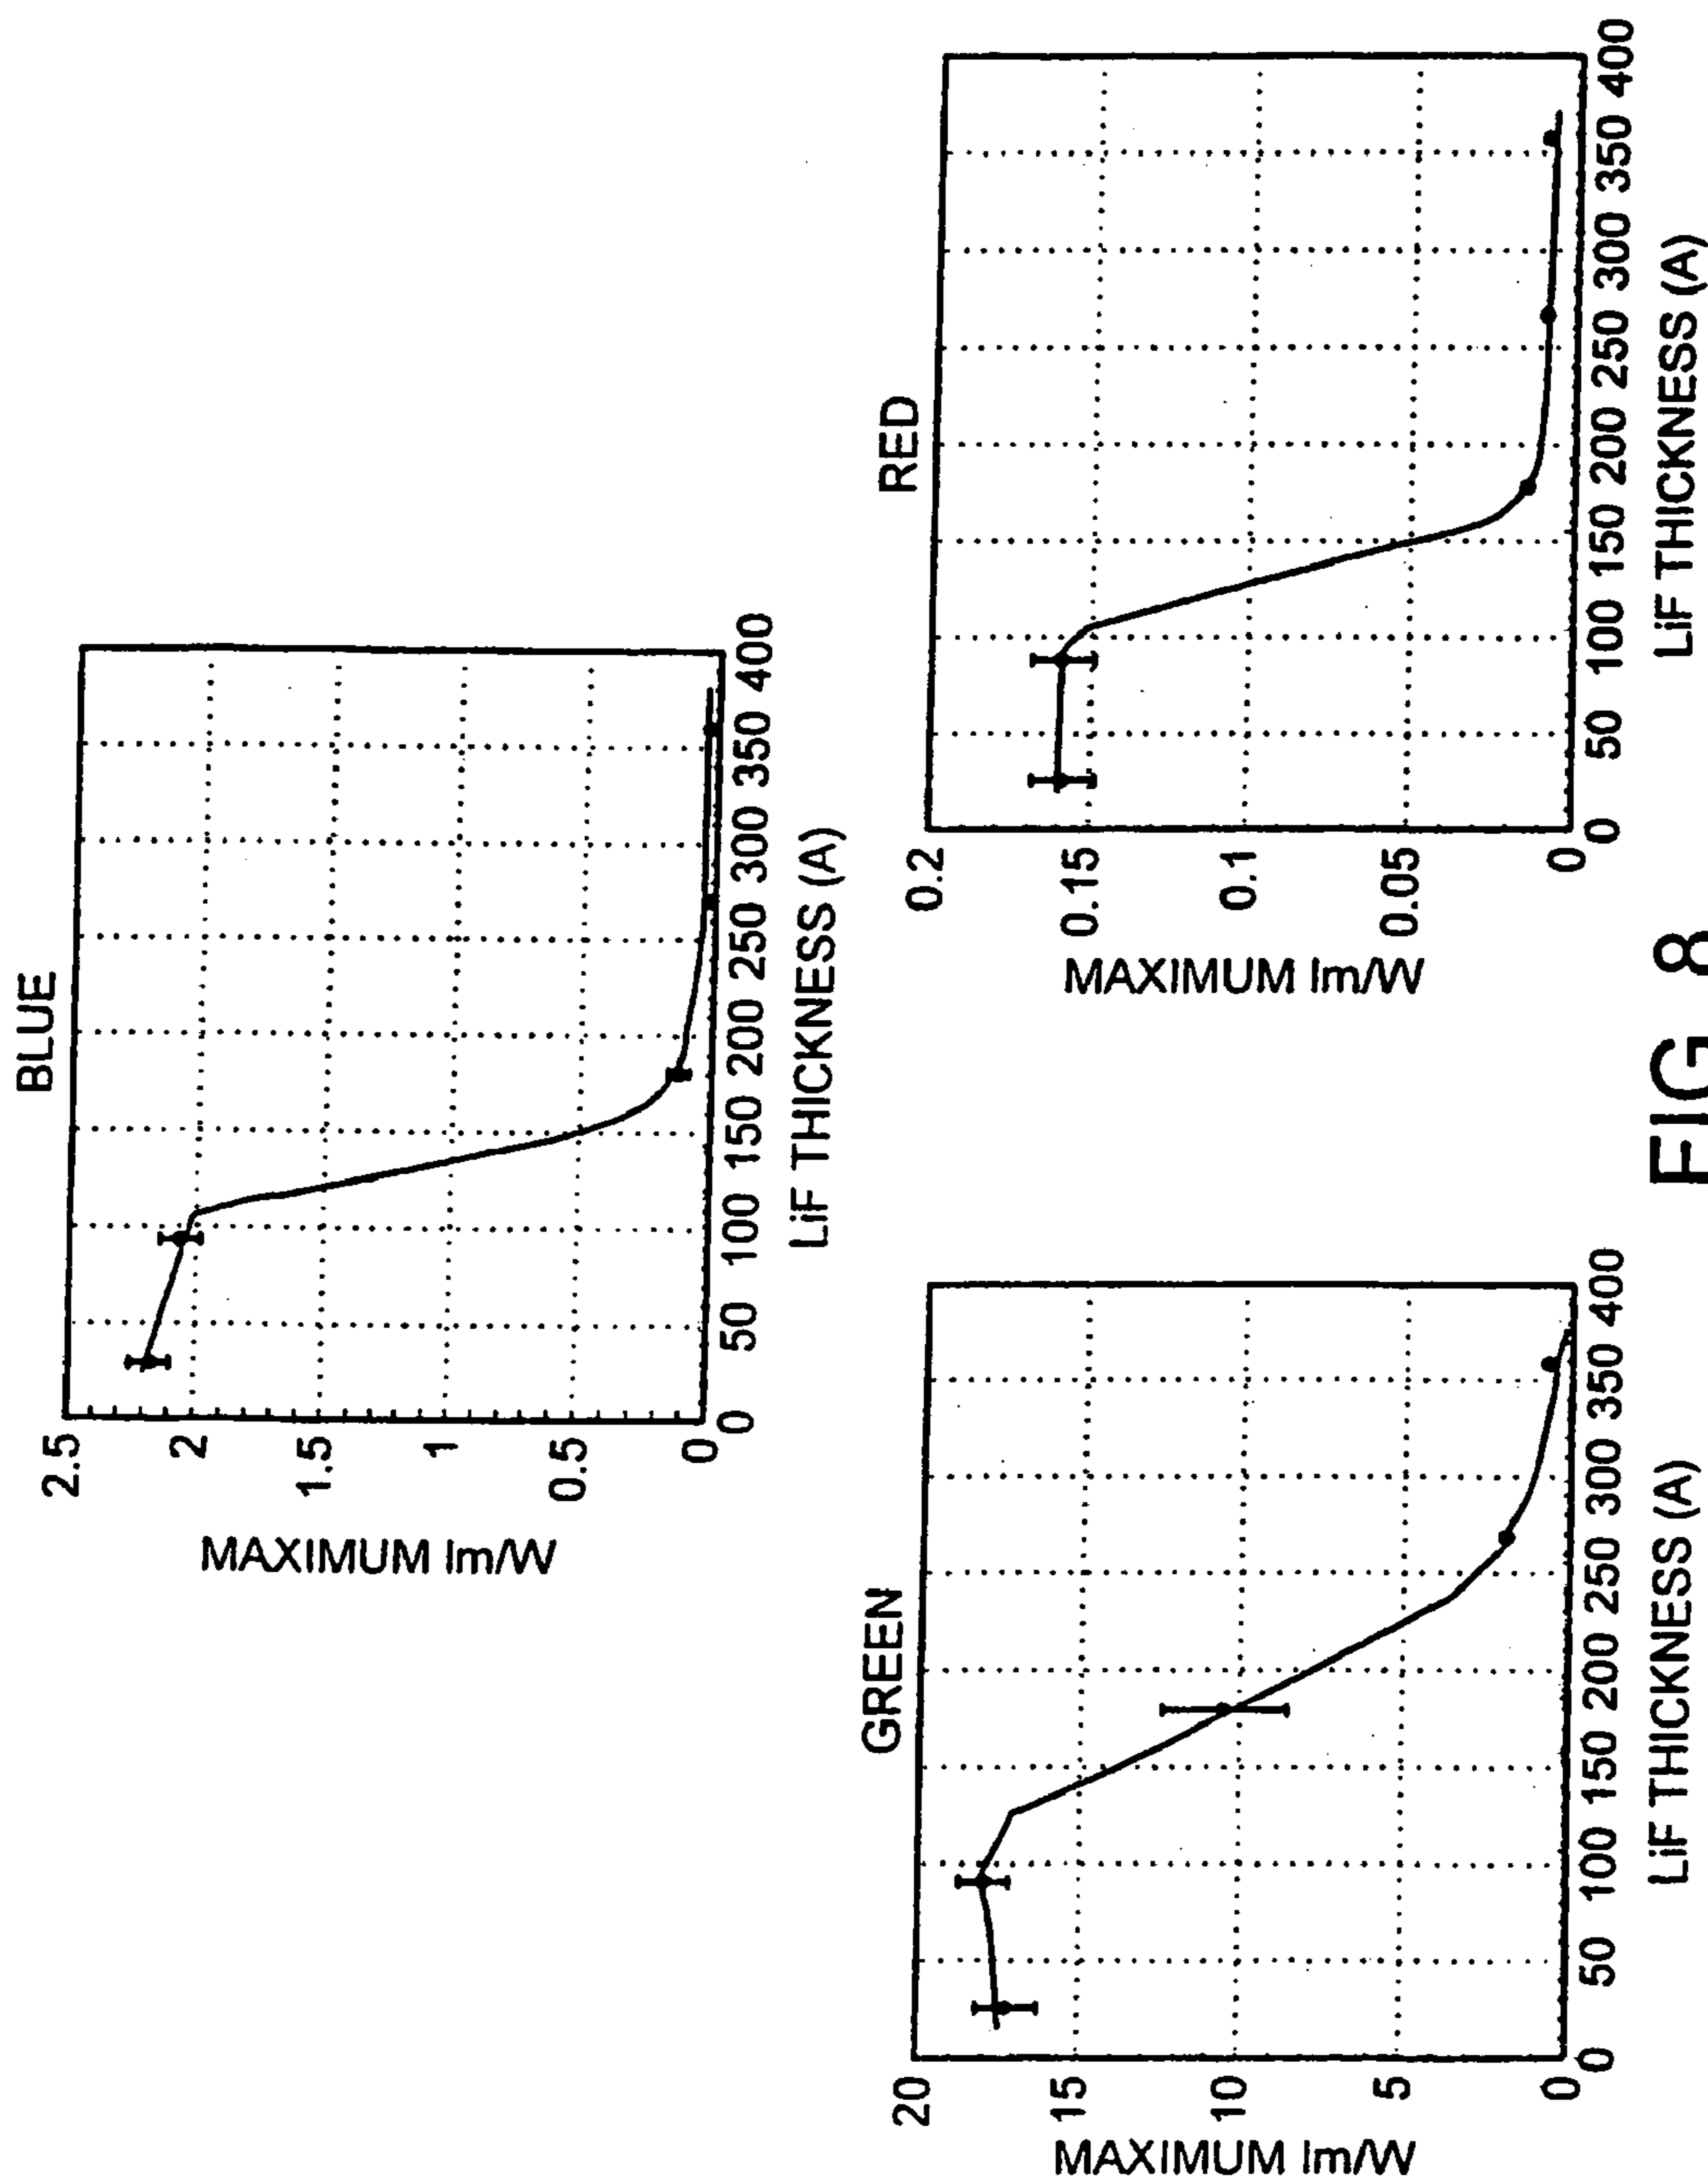 BLUE
MAXIMUM lm/W
2.5
2
1.5
1
0.5
0
0 50 100 150 200 250 300 350 400
LiF THICKNESS (A)
GREEN
MAXIMUM lm/W
20
15
10
5
0
0 50 100 150 200 250 300 350 400
LiF THICKNESS (A)
RED
MAXIMUM lm/W
0.2
0.15
0.1
0.05
0
0 50 100 150 200 250 300 350 400
LiF THICKNESS (A)
FIG 8